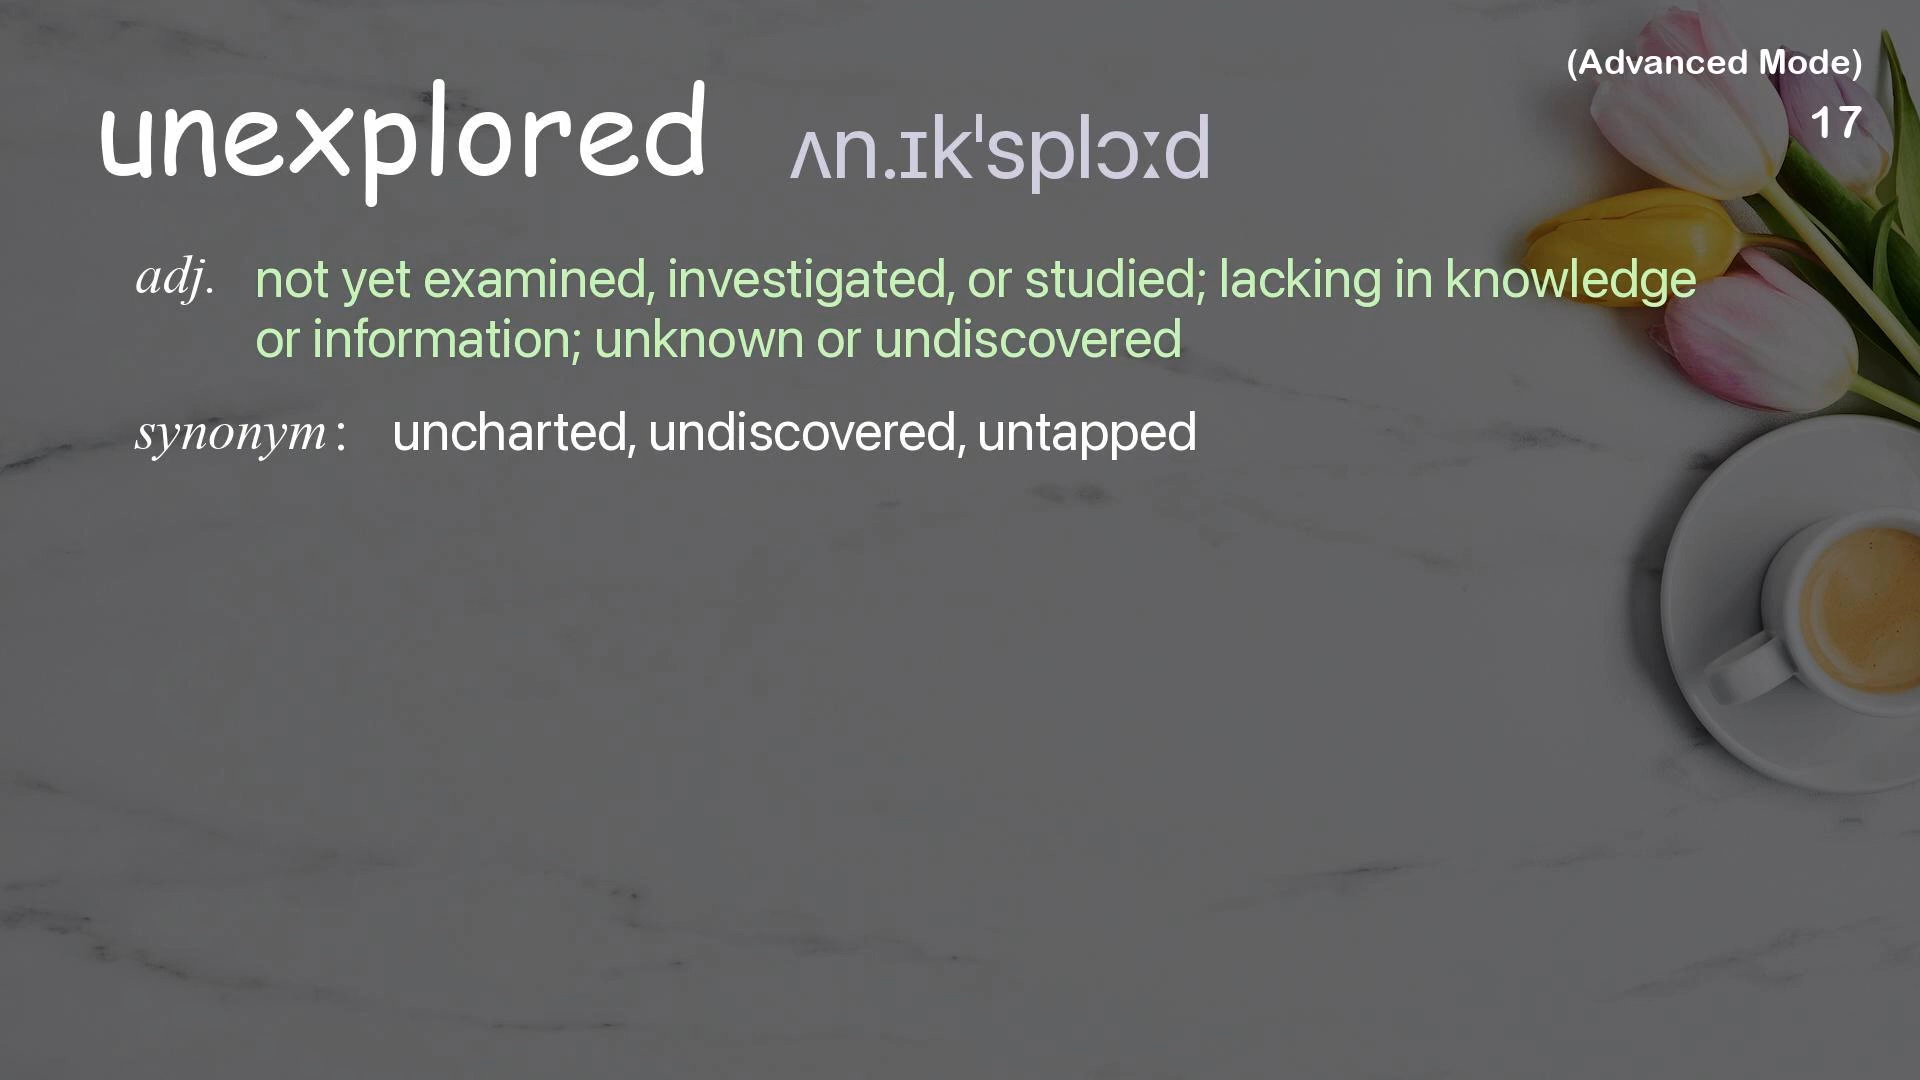 (Advanced Mode)
17
unexplored ʌn.ɪkˈsplɔːd
adj. not yet examined, investigated, or studied; lacking in knowledge
or information; unknown or undiscovered
synonym : uncharted, undiscovered, untapped